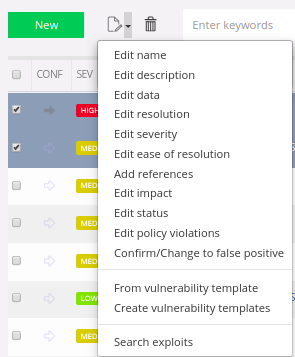 New
Enter keywords
CONF SEV
HIGH
MED
MED
MED
MED
LOW
MED
Edit name
Edit description
Edit data
Edit resolution
Edit severity
Edit ease of resolution
Add references
Edit impact
Edit status
Edit policy violations
Confirm/Change to false positive
From vulnerability template
Create vulnerability templates
Search exploits